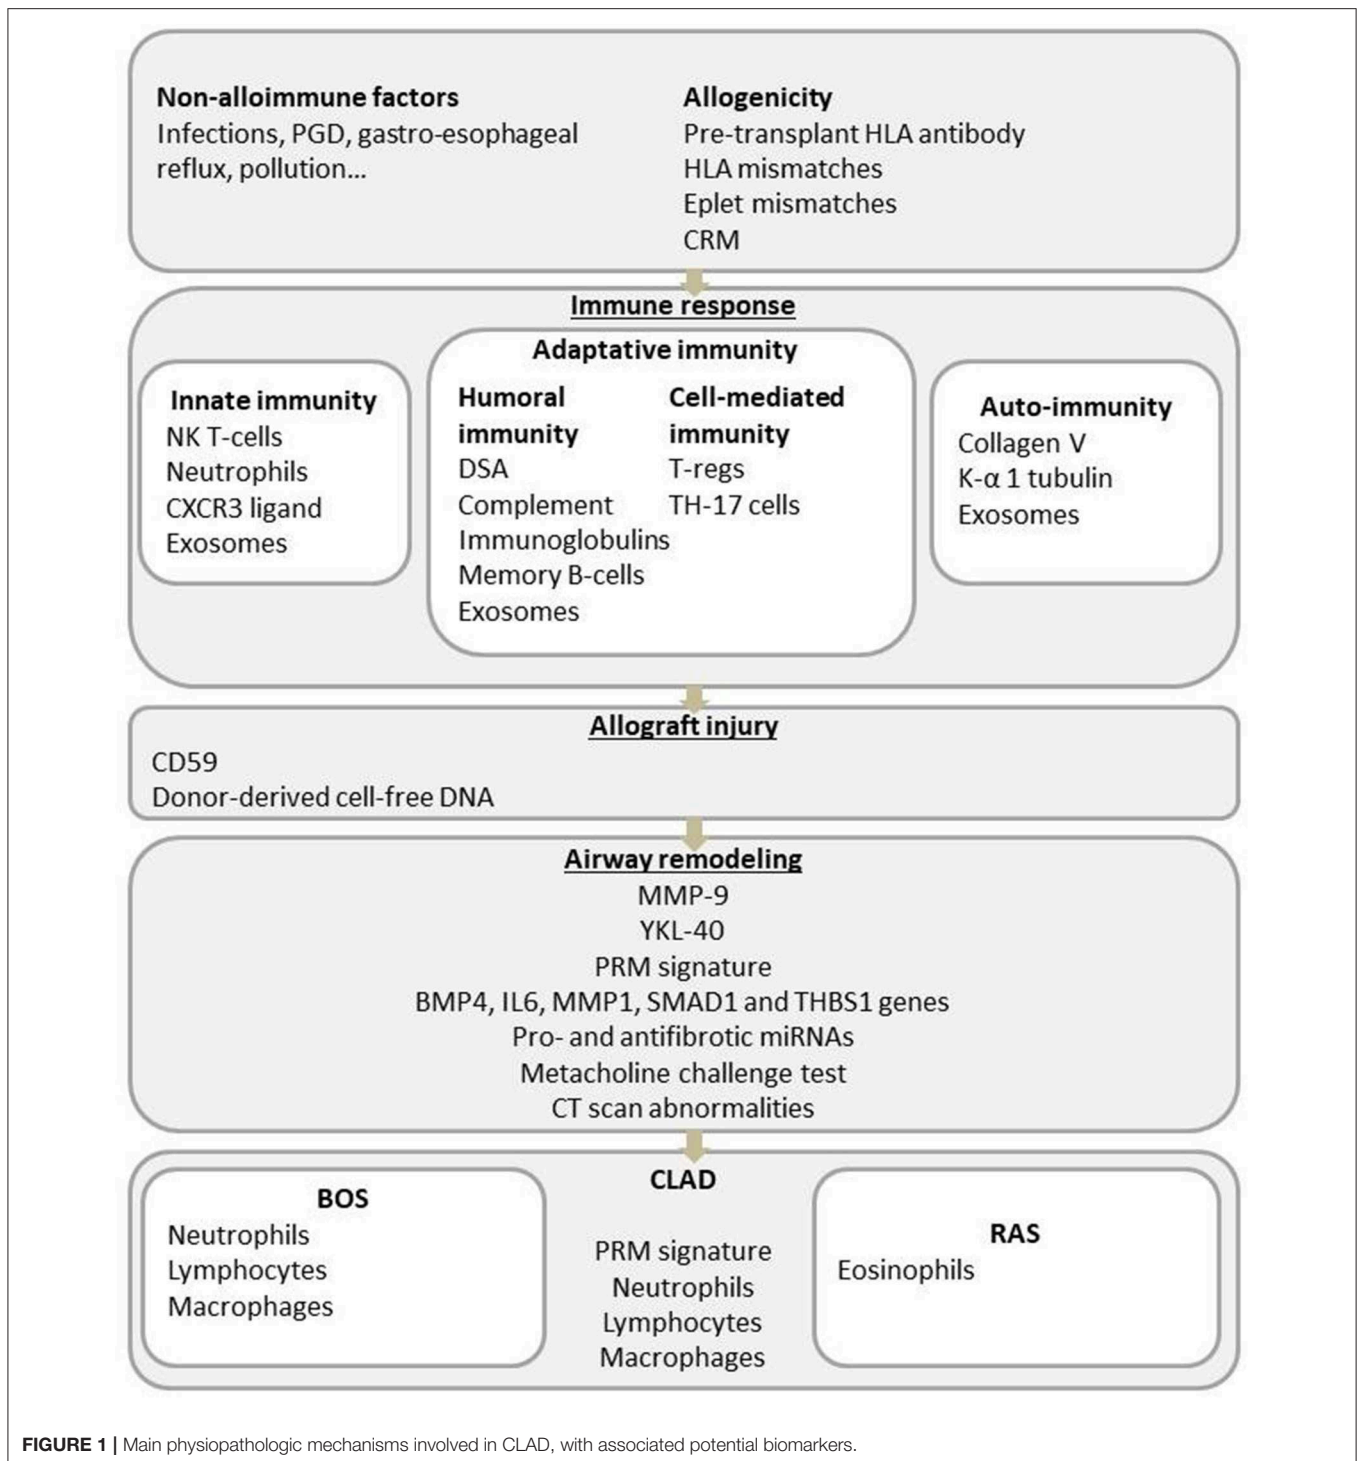 Non-alloimmune factors
Infections, PGD, gastro-esophageal
reflux, pollution...
Allogenicity
Pre-transplant HLA antibody
HLA mismatches
Eplet mismatches
CRM
Immune response
Innate immunity
NK T-cells
Neutrophils
CXCR3 ligand
Exosomes
Adaptative immunity
Humoral
immunity
DSA
Complement
Immunoglobulins
Memory B-cells
Exosomes
Cell-mediated
immunity
T-regs
TH-17 cells
Auto-immunity
Collagen V
K-α 1 tubulin
Exosomes
Allograft injury
CD59
Donor-derived cell-free DNA
Airway remodeling
MMP-9
YKL-40
PRM signature
BMP4, IL6, MMP1, SMAD1 and THBS1 genes
Pro- and antifibrotic miRNAs
Metacholine challenge test
CT scan abnormalities
BOS
Neutrophils
Lymphocytes
Macrophages
CLAD
PRM signature
Neutrophils
Lymphocytes
Macrophages
RAS
Eosinophils
FIGURE 1 | Main physiopathologic mechanisms involved in CLAD, with associated potential biomarkers.